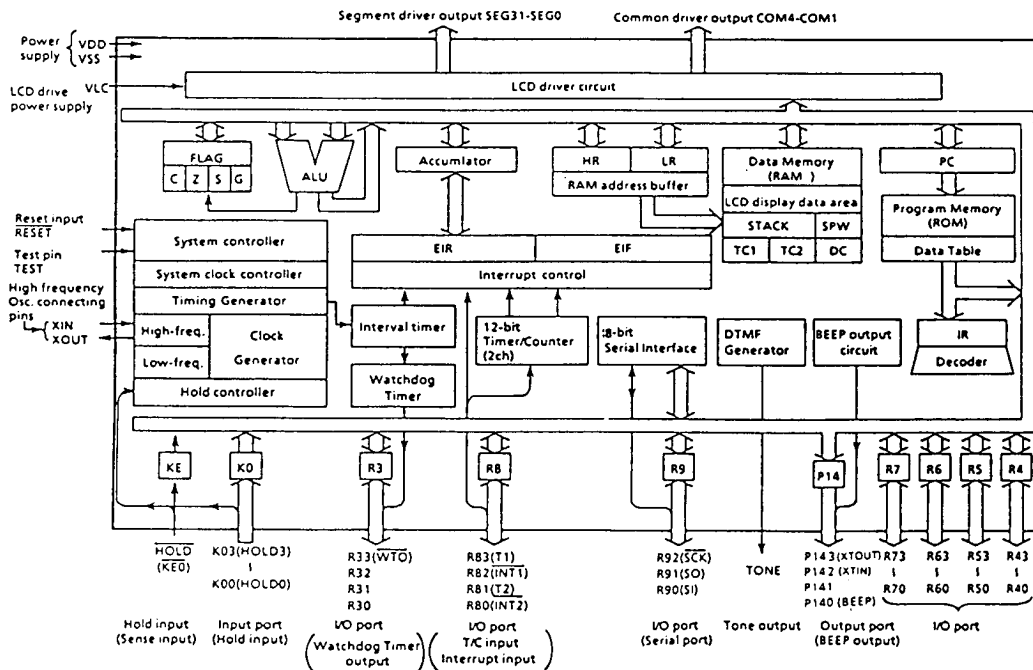 Segment driver output SEG31-SEG0
Common driver output COM4-COM1
Power supply
VDD
VSS
LCD drive power supply
VLC
LCD driver circuit
FLAG
C Z S G
ALU
Accumlator
HR LR
RAM address buffer
Data Memory (RAM)
LCD display data area
STACK SPW
TC1 TC2 DC
PC
Program Memory (ROM)
Data Table
Reset input
RESET
Test pin
TEST
High frequency
Osc. connecting
pins
XIN
XOUT
System controller
System clock controller
Timing Generator
High-freq.
Low-freq.
Clock
Generator
Hold controller
EIR EIF
Interrupt control
Interval timer
Watchdog
Timer
12-bit
Timer/Counter
(2ch)
8-bit
Serial Interface
DTMF
Generator
BEEP output
circuit
IR
Decoder
KE K0 R3 R8 R9 P14 R7 R6 R5 R4
HOLD
(KE0)
K03(HOLD3)
~
K00(HOLD0)
R33(WTO)
R32
R31
R30
R83(T1)
R82(INT1)
R81(T2)
R80(INT2)
R92(SCK)
R91(SO)
R90(SI)
TONE
P143(XTOUT)
P142(XTIN)
P141
P140(BEEP)
R73 R63 R53 R43
~ ~ ~ ~
R70 R60 R50 R40
Hold input
(Sense input)
Input port
(Hold input)
I/O port
(Watchdog Timer
output)
I/O port
(T/C input
Interrupt input)
I/O port
(Serial port)
Tone output
Output port
(BEEP output)
I/O port